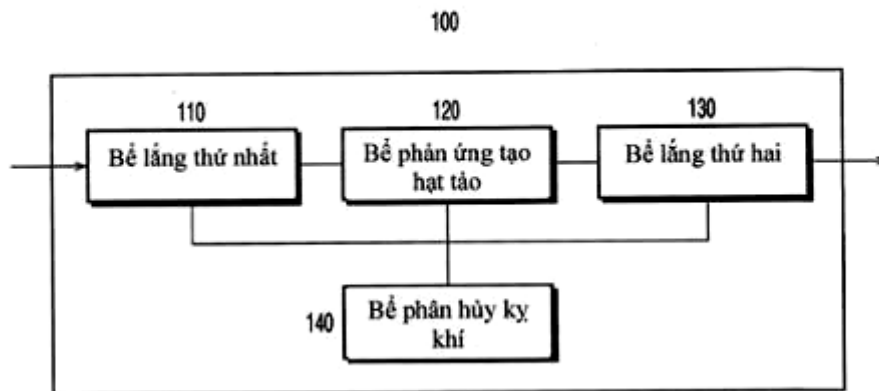 100
110
120
130
Bể lắng thứ nhất
Bể phản ứng tạo
hạt tảo
Bể lắng thứ hai
140
Bể phân hủy kỵ
khí